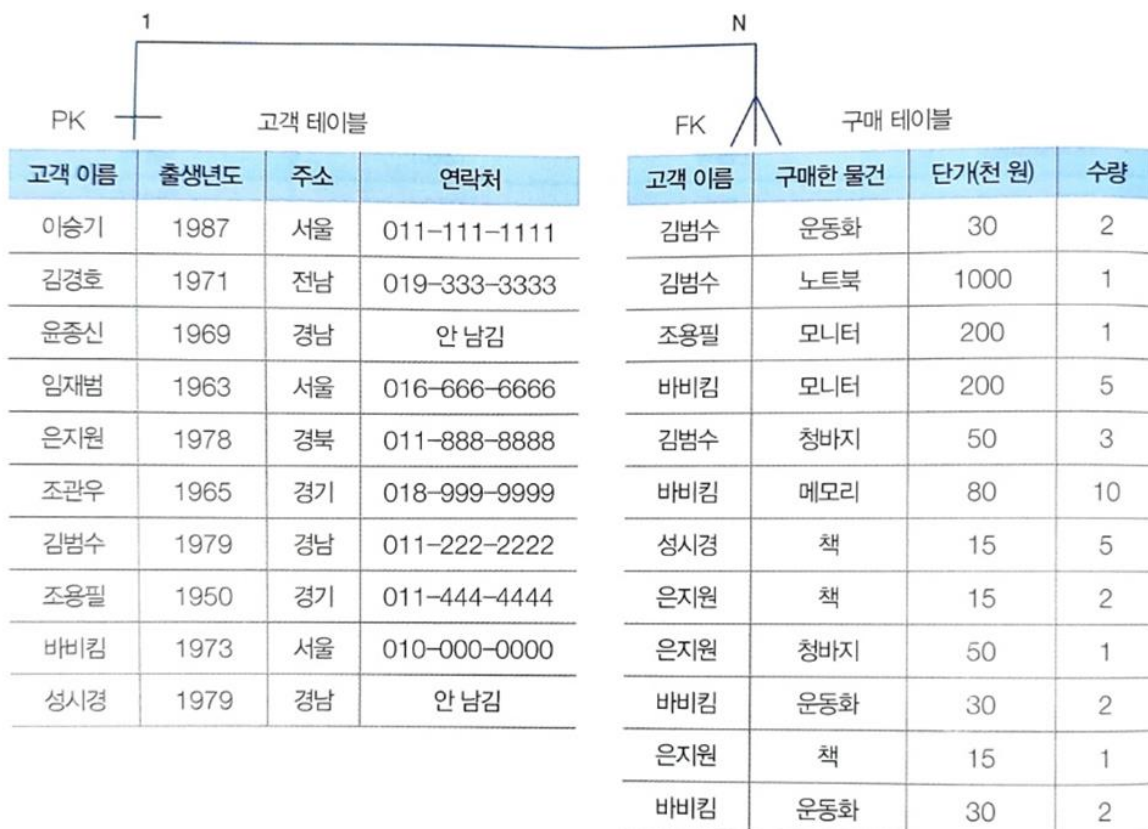 1 N
PK 고객 테이블
고객 이름 출생년도 주소 연락처
이승기 1987 서울 011-111-1111
김경호 1971 전남 019-333-3333
윤종신 1969 경남 안 남김
임재범 1963 서울 016-666-6666
은지원 1978 경북 011-888-8888
조관우 1965 경기 018-999-9999
김범수 1979 경남 011-222-2222
조용필 1950 경기 011-444-4444
바비킴 1973 서울 010-000-0000
성시경 1979 경남 안 남김
FK 구매 테이블
고객 이름 구매한 물건 단가(천 원) 수량
김범수 운동화 30 2
김범수 노트북 1000 1
조용필 모니터 200 1
바비킴 모니터 200 5
김범수 청바지 50 3
바비킴 메모리 80 10
성시경 책 15 5
은지원 책 15 2
은지원 청바지 50 1
바비킴 운동화 30 2
은지원 책 15 1
바비킴 운동화 30 2